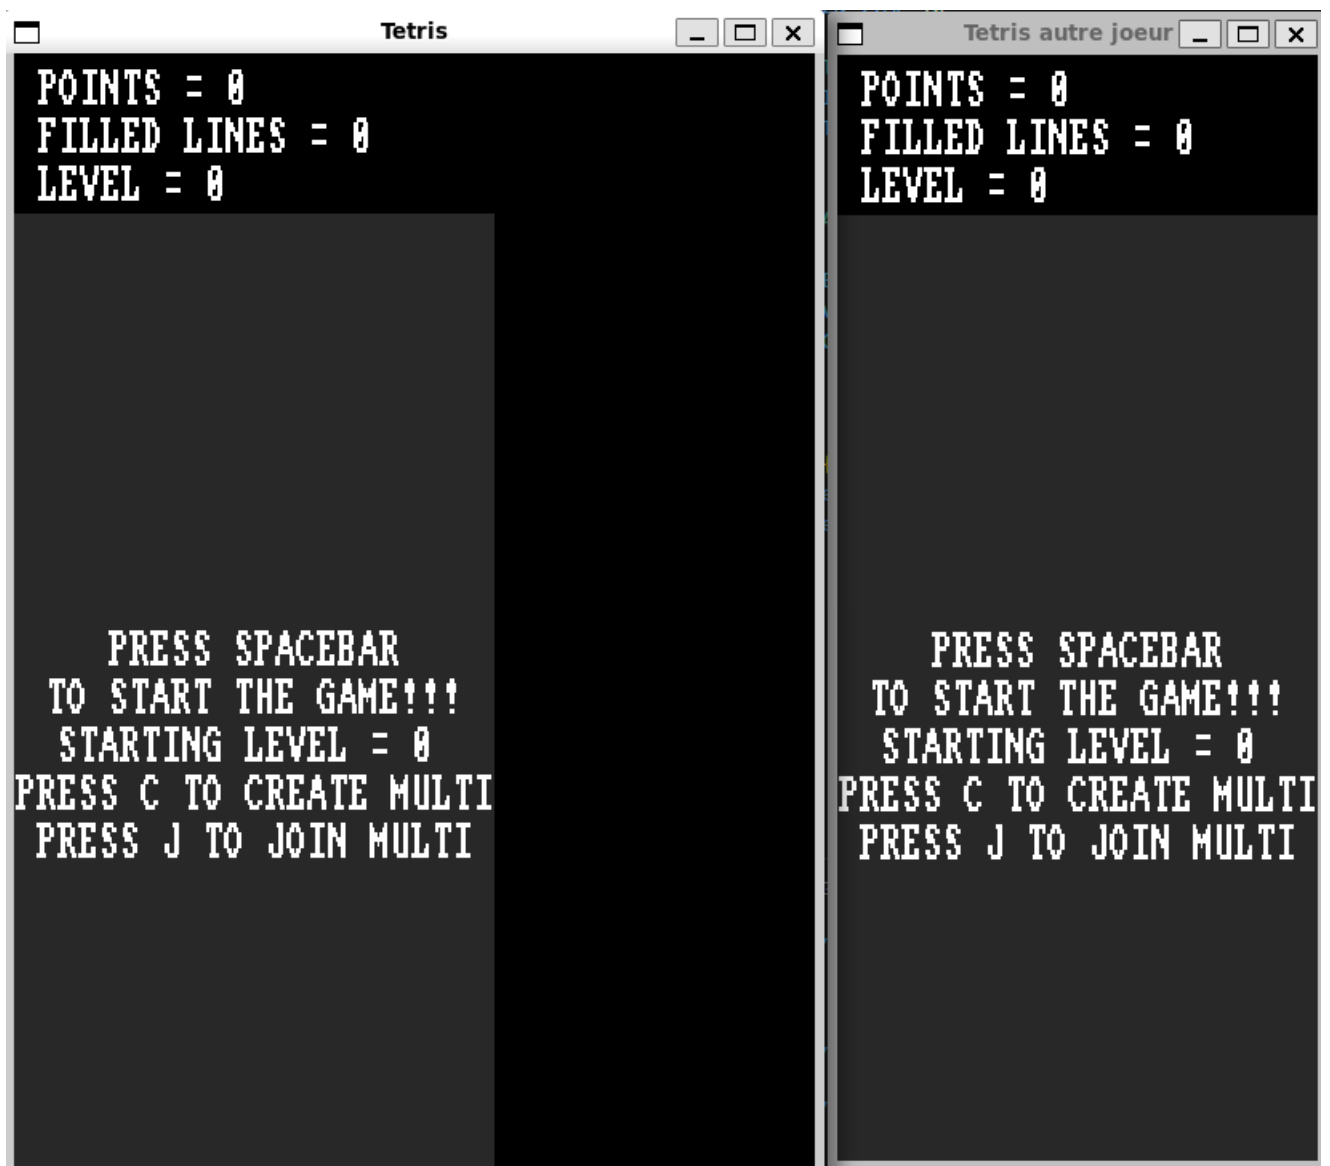 Tetris
POINTS = 0
FILLED LINES = 0
LEVEL = 0
PRESS SPACEBAR
TO START THE GAME!!!
STARTING LEVEL = 0
PRESS C TO CREATE MULTI
PRESS J TO JOIN MULTI
Tetris autre joeur
POINTS = 0
FILLED LINES = 0
LEVEL = 0
PRESS SPACEBAR
TO START THE GAME!!!
STARTING LEVEL = 0
PRESS C TO CREATE MULTI
PRESS J TO JOIN MULTI